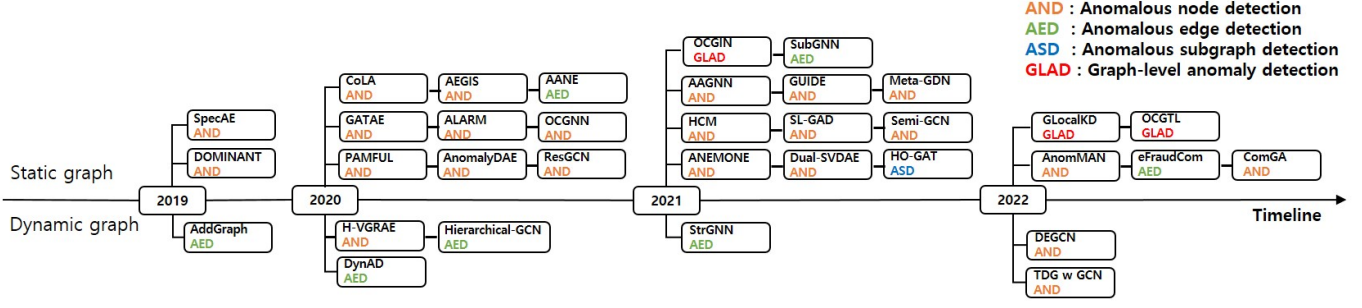 AND : Anomalous node detection
AED : Anomalous edge detection
ASD : Anomalous subgraph detection
GLAD : Graph-level anomaly detection
Static graph
Dynamic graph
Timeline
2019
SpecAE
AND
DOMINANT
AND
AddGraph
AED
2020
CoLA
AND
AEGIS
AND
AANE
AED
GATAE
AND
ALARM
AND
OCGNN
AND
PAMFUL
AND
AnomalyDAE
AND
ResGCN
AND
H-VGRAE
AND
Hierarchical-GCN
AED
DynAD
AED
2021
OCGIN
GLAD
SubGNN
AED
AAGNN
AND
GUIDE
AND
Meta-GDN
AND
HCM
AND
SL-GAD
AND
Semi-GCN
AND
ANEMONE
AND
Dual-SVDAE
AND
HO-GAT
ASD
StrGNN
AED
2022
GLocalKD
GLAD
OCGTL
GLAD
AnomMAN
AND
eFraudCom
AED
ComGA
AND
DEGCN
AND
TDG w GCN
AND